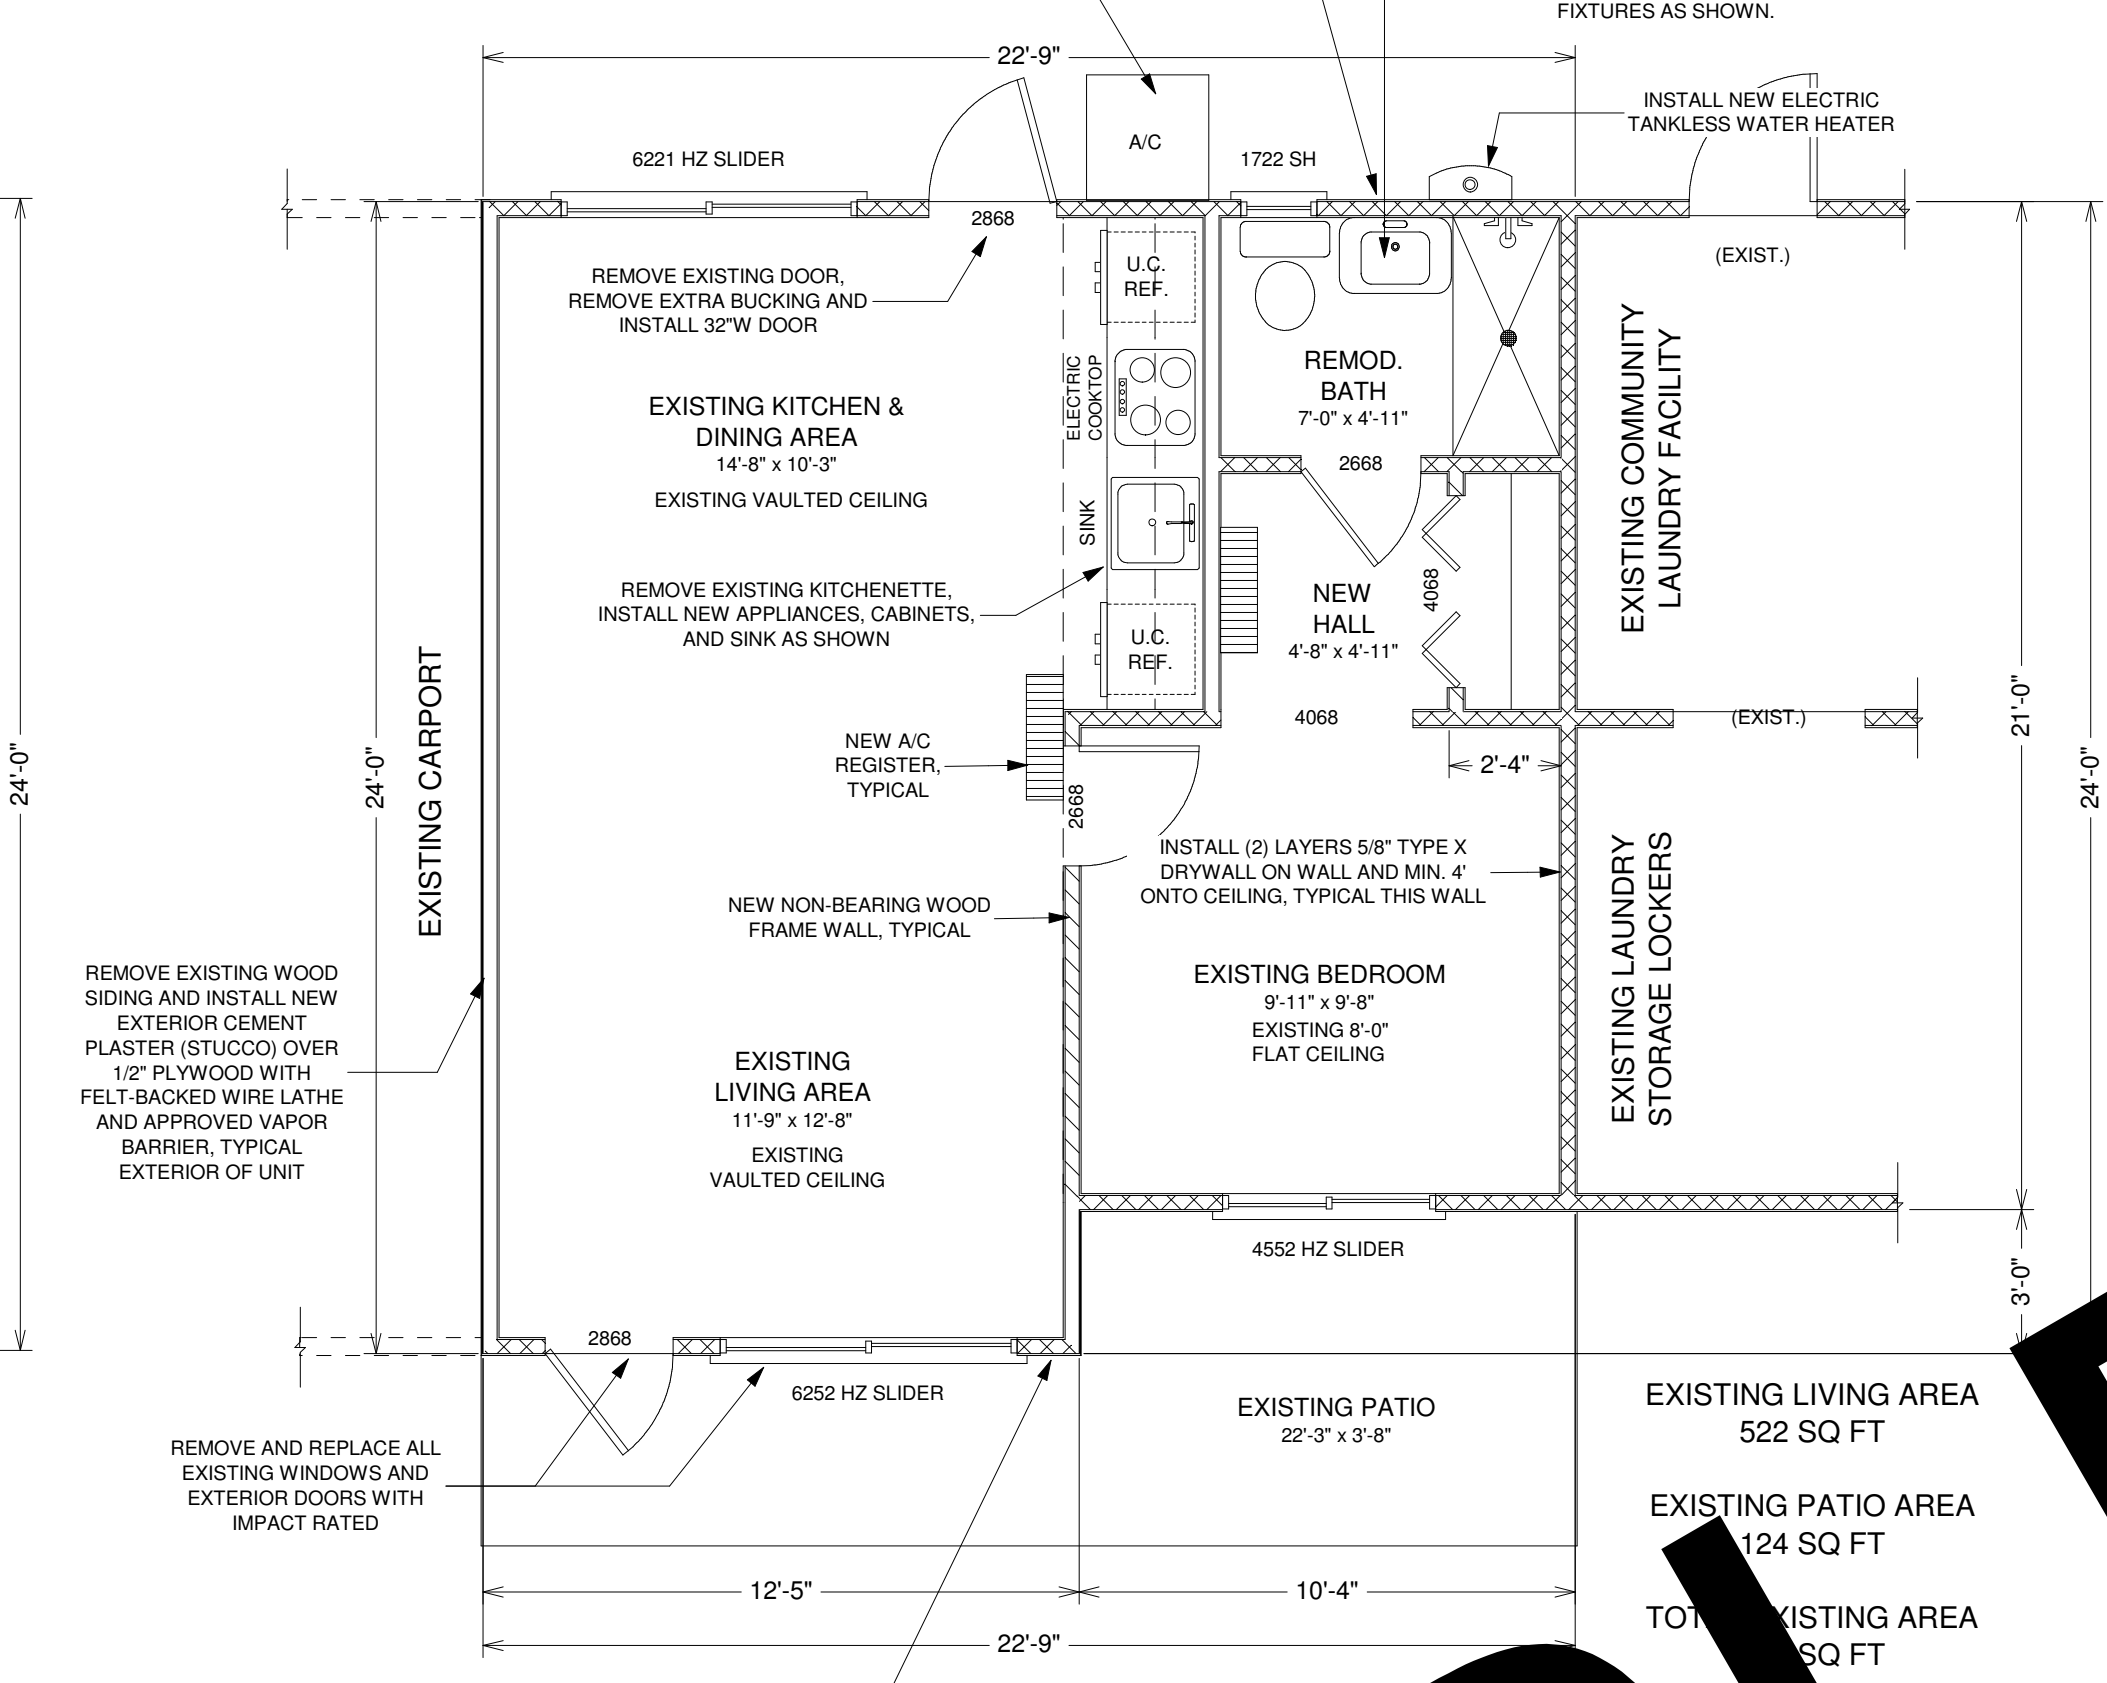 FIXTURES AS SHOWN.
22'-9"
INSTALL NEW ELECTRIC
TANKLESS WATER HEATER
A/C
6221 HZ SLIDER
1722 SH
2868
(EXIST.)
REMOVE EXISTING DOOR,
REMOVE EXTRA BUCKING AND
INSTALL 32"W DOOR
U.C.
REF.
ELECTRIC
COOKTOP
REMOD.
BATH
7'-0" x 4'-11"
2668
EXISTING COMMUNITY
LAUNDRY FACILITY
EXISTING KITCHEN &
DINING AREA
14'-8" x 10'-3"
EXISTING VAULTED CEILING
SINK
REMOVE EXISTING KITCHENETTE,
INSTALL NEW APPLIANCES, CABINETS,
AND SINK AS SHOWN
NEW
HALL
4'-8" x 4'-11"
4068
U.C.
REF.
4068
(EXIST.)
24'-0"
24'-0"
EXISTING CARPORT
NEW A/C
REGISTER,
TYPICAL
2668
2'-4"
21'-0"
24'-0"
INSTALL (2) LAYERS 5/8" TYPE X
DRYWALL ON WALL AND MIN. 4'
ONTO CEILING, TYPICAL THIS WALL
EXISTING LAUNDRY
STORAGE LOCKERS
NEW NON-BEARING WOOD
FRAME WALL, TYPICAL
EXISTING BEDROOM
9'-11" x 9'-8"
EXISTING 8'-0"
FLAT CEILING
REMOVE EXISTING WOOD
SIDING AND INSTALL NEW
EXTERIOR CEMENT
PLASTER (STUCCO) OVER
1/2" PLYWOOD WITH
FELT-BACKED WIRE LATHE
AND APPROVED VAPOR
BARRIER, TYPICAL
EXTERIOR OF UNIT
EXISTING
LIVING AREA
11'-9" x 12'-8"
EXISTING
VAULTED CEILING
4552 HZ SLIDER
3'-0"
2868
6252 HZ SLIDER
EXISTING PATIO
22'-3" x 3'-8"
EXISTING LIVING AREA
522 SQ FT
REMOVE AND REPLACE ALL
EXISTING WINDOWS AND
EXTERIOR DOORS WITH
IMPACT RATED
EXISTING PATIO AREA
124 SQ FT
12'-5"
10'-4"
AREA
SQ FT
22'-9"